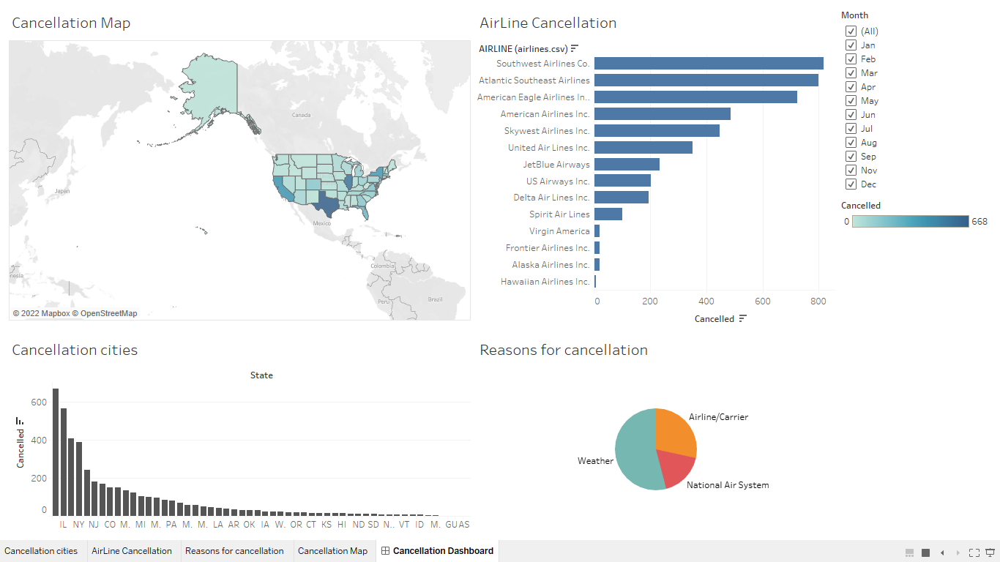 Cancellation Map
Canada
Japan
Mexico
Colombia
nesia
Peru
Brazil
© 2022 Mapbox © OpenStreetMap
AirLine Cancellation
AIRLINE (airlines.csv)
Southwest Airlines Co.
Atlantic Southeast Airlines
American Eagle Airlines In..
American Airlines Inc.
Skywest Airlines Inc.
United Air Lines Inc.
JetBlue Airways
US Airways Inc.
Delta Air Lines Inc.
Spirit Air Lines
Virgin America
Frontier Airlines Inc.
Alaska Airlines Inc.
Hawaiian Airlines Inc.
0 200 400 600 800
Cancelled
Month
(All)
Jan
Feb
Mar
Apr
May
Jun
Jul
Aug
Sep
Nov
Dec
Cancelled
0 668
Cancellation cities
State
600
400
200
0
Cancelled
IL NY NJ CO M. MI M. PA M. M. LA AR OK IA W. OR CT KS HI ND SD N.. VT ID M. GU AS
Reasons for cancellation
Airline/Carrier
Weather
National Air System
Cancellation cities AirLine Cancellation Reasons for cancellation Cancellation Map Cancellation Dashboard